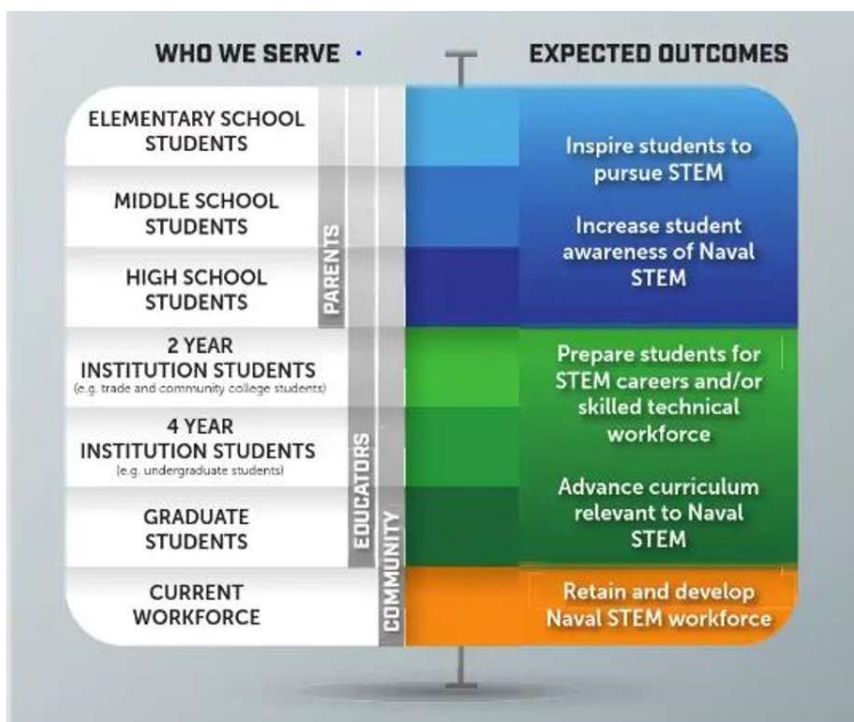 WHO WE SERVE
EXPECTED OUTCOMES
ELEMENTARY SCHOOL
STUDENTS
MIDDLE SCHOOL
STUDENTS
HIGH SCHOOL
STUDENTS
2 YEAR
INSTITUTION STUDENTS
(e.g. trade and community college students)
4 YEAR
INSTITUTION STUDENTS
(e.g. undergraduate students)
GRADUATE
STUDENTS
CURRENT
WORKFORCE
PARENTS
EDUCATORS
COMMUNITY
Inspire students to
pursue STEM
Increase student
awareness of Naval
STEM
Prepare students for
STEM careers and/or
skilled technical
workforce
Advance curriculum
relevant to Naval
STEM
Retain and develop
Naval STEM workforce